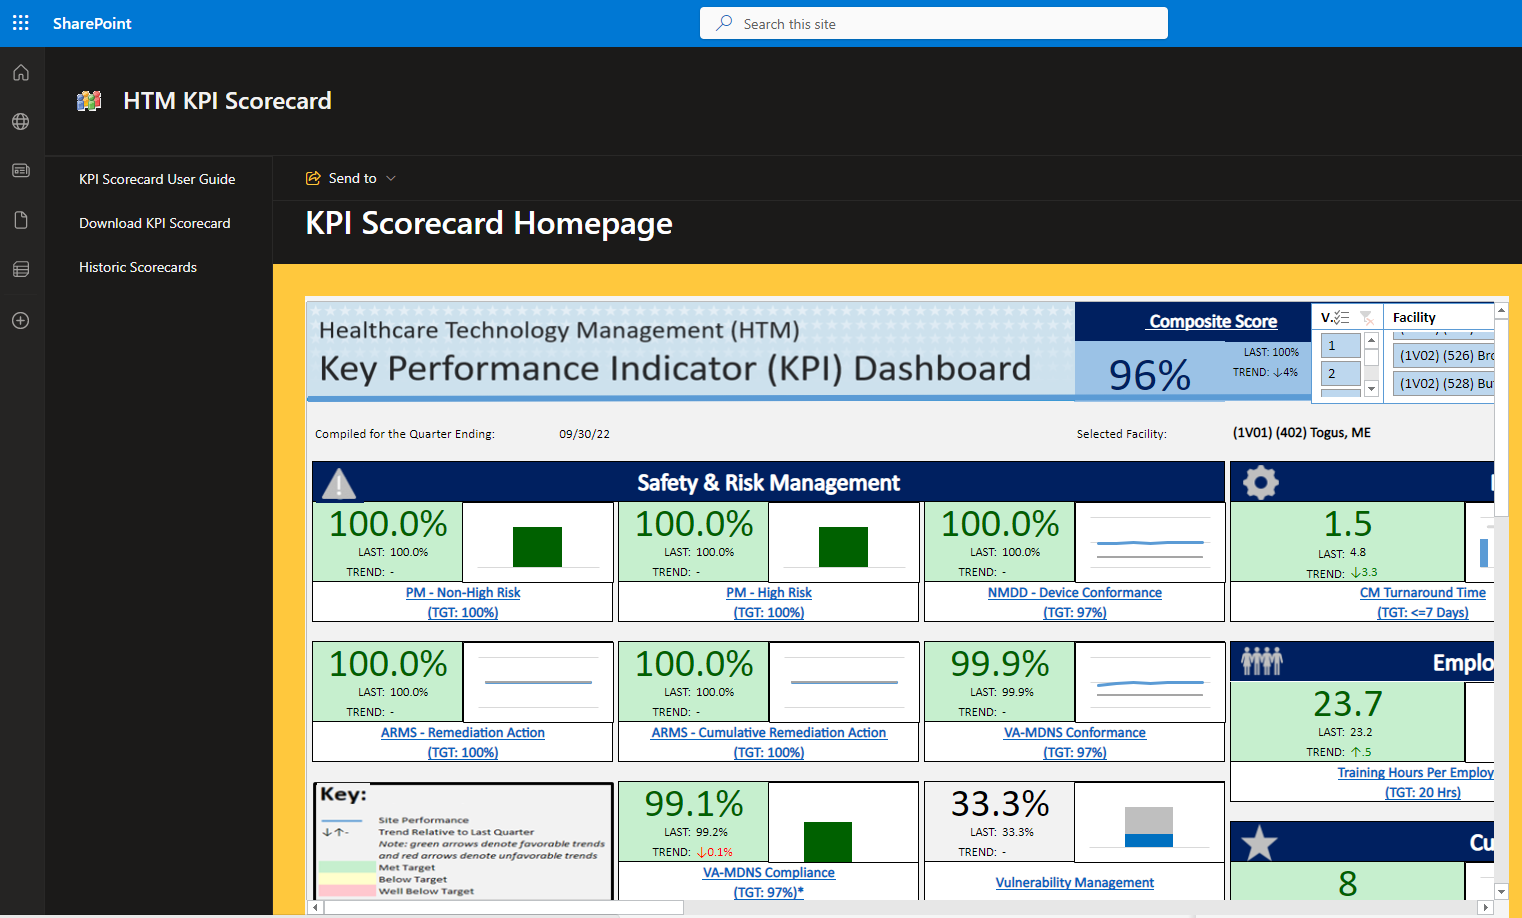 SharePoint
Search this site
HTM KPI Scorecard
KPI Scorecard User Guide
Download KPI Scorecard
Historic Scorecards
Send to
KPI Scorecard Homepage
Healthcare Technology Management (HTM)
Key Performance Indicator (KPI) Dashboard
Composite Score
96%
LAST: 100%
TREND: ↓4%
V.
1
2
Facility
(1V02) (526) Bro
(1V02) (528) Bu
Compiled for the Quarter Ending: 09/30/22
Selected Facility: (1V01) (402) Togus, ME
Safety & Risk Management
100.0%
LAST: 100.0%
TREND: -
PM - Non-High Risk
(TGT: 100%)
100.0%
LAST: 100.0%
TREND: -
PM - High Risk
(TGT: 100%)
100.0%
LAST: 100.0%
TREND: -
NMDD - Device Conformance
(TGT: 97%)
1.5
LAST: 4.8
TREND: ↓3.3
CM Turnaround Time
(TGT: <=7 Days)
100.0%
LAST: 100.0%
TREND: -
ARMS - Remediation Action
(TGT: 100%)
100.0%
LAST: 100.0%
TREND: -
ARMS - Cumulative Remediation Action
(TGT: 100%)
99.9%
LAST: 99.9%
TREND: -
VA-MDNS Conformance
(TGT: 97%)
Emplo
23.7
LAST: 23.2
TREND: ↑.5
Training Hours Per Employ
(TGT: 20 Hrs)
Key:
Site Performance
↓↑- Trend Relative to Last Quarter
Note: green arrows denote favorable trends
and red arrows denote unfavorable trends
Met Target
Below Target
Well Below Target
99.1%
LAST: 99.2%
TREND: ↓0.1%
VA-MDNS Compliance
(TGT: 97%)*
33.3%
LAST: 33.3%
TREND: -
Vulnerability Management
Cu
8